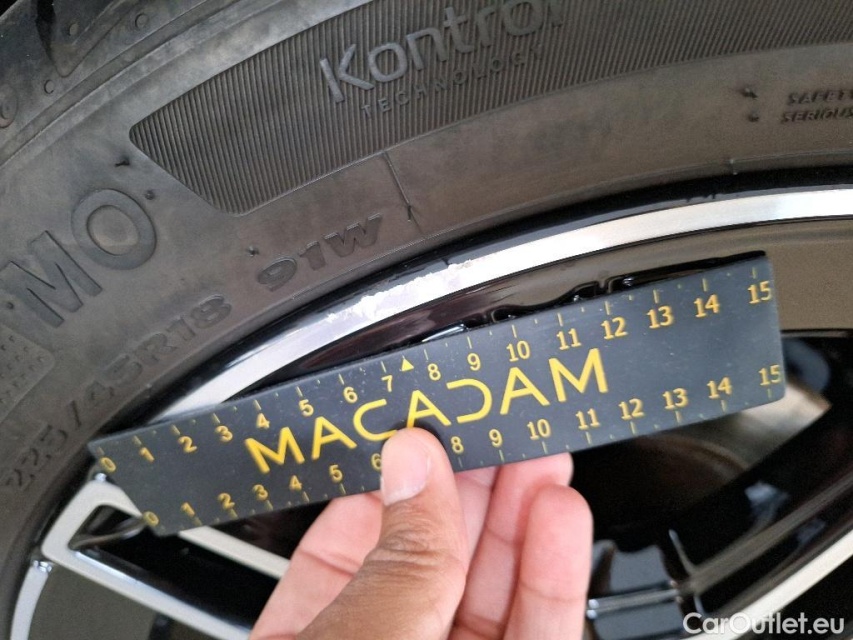 Kontrol
TECHNOLOGY
SAFETY
SERIOUS
MO
91W
225/45R18
0 1 2 3 4 5 6 7 8 9 10 11 12 13 14 15
MACADAM
0 1 2 3 4 5 6 8 9 10 11 12 13 14 15
CarOutlet.eu